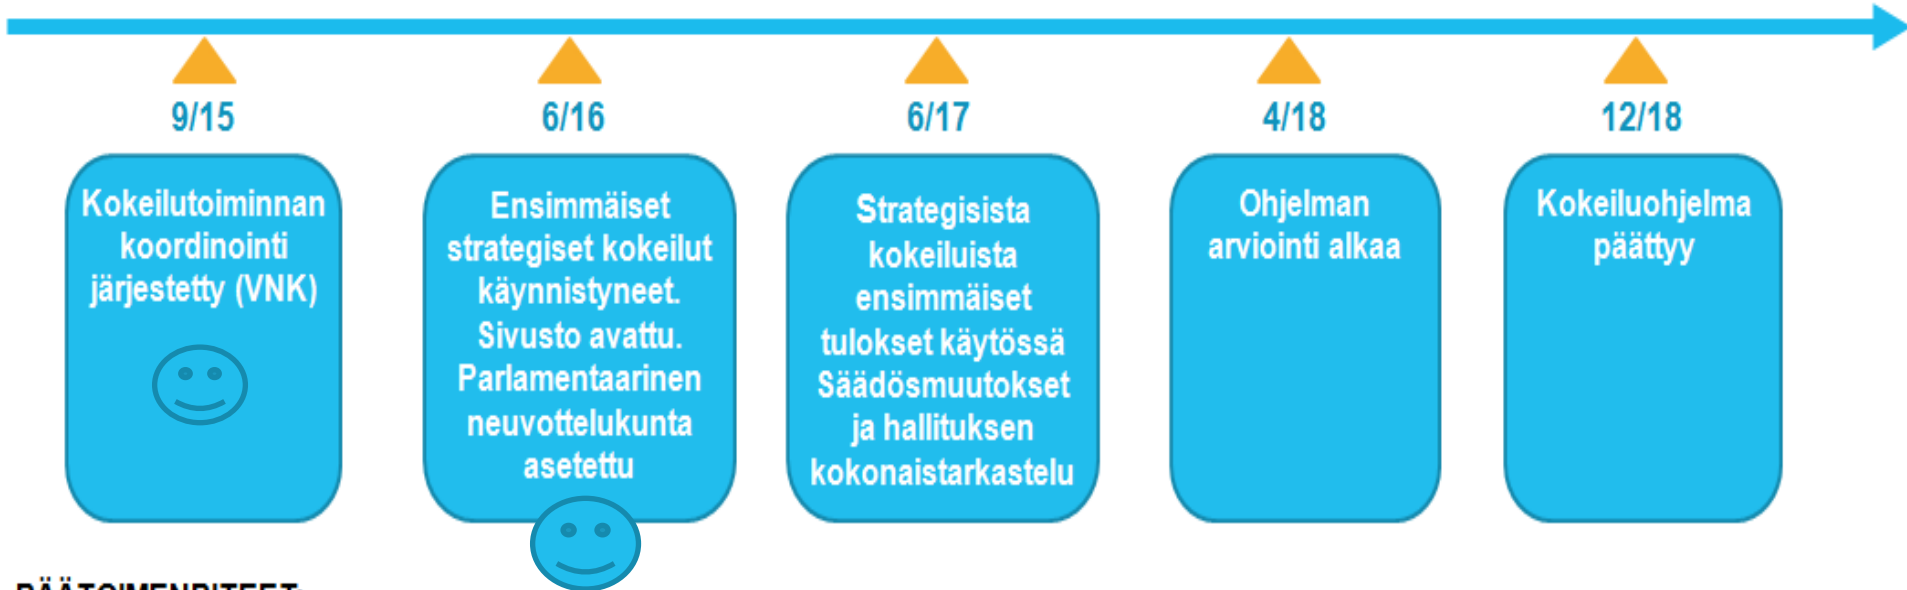 9/15
Kokeilutoiminnan
koordinointi
järjestetty (VNK)
6/16
Ensimmäiset
strategiset kokeilut
käynnistyneet.
Sivusto avattu.
Parlamentaarinen
neuvottelukunta
asetettu
6/17
Strategisista
kokeiluista
ensimmäiset
tulokset käytössä
Säädösmuutokset
ja hallituksen
kokonaistarkastelu
4/18
Ohjelman
arviointi alkaa
12/18
Kokeiluohjelma
päättyy
PÄÄTOIMENPITEET: